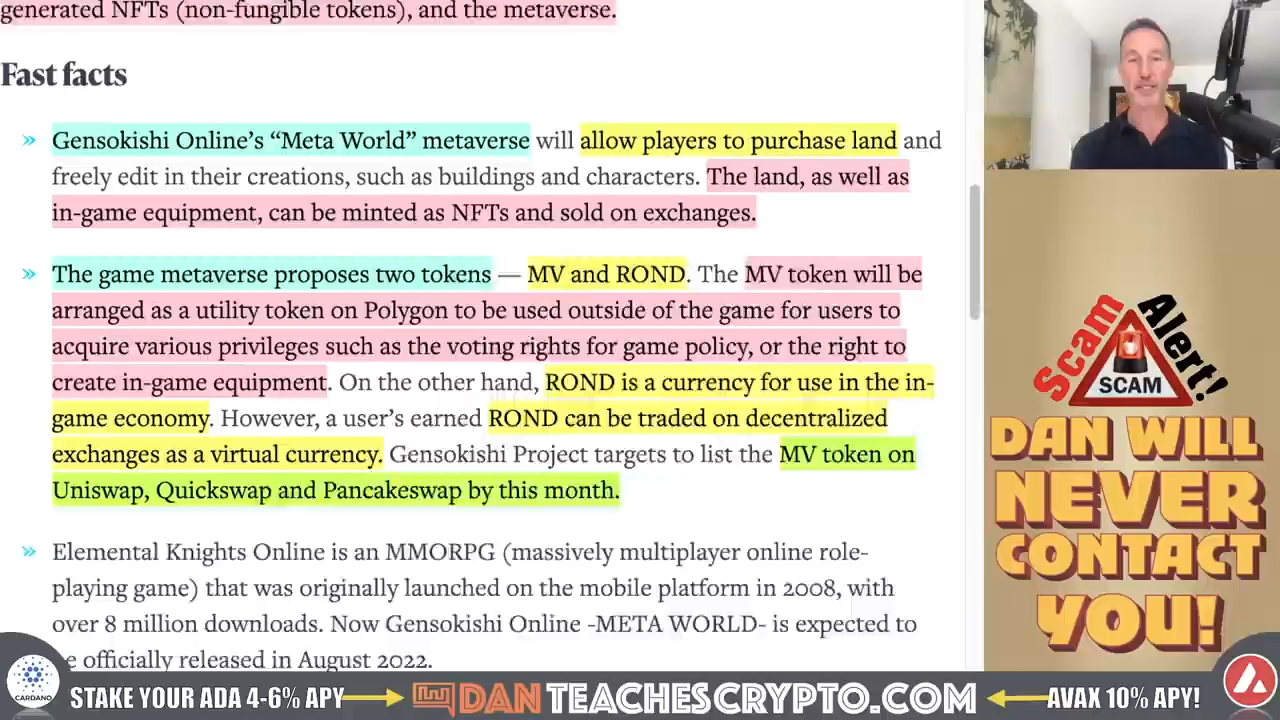 generated NFTs (non-fungible tokens), and the metaverse.
Fast facts
» Gensokishi Online's “Meta World” metaverse will allow players to purchase land and
freely edit in their creations, such as buildings and characters. The land, as well as
in-game equipment, can be minted as NFTs and sold on exchanges.
» The game metaverse proposes two tokens — MV and ROND. The MV token will be
arranged as a utility token on Polygon to be used outside of the game for users to
acquire various privileges such as the voting rights for game policy, or the right to
create in-game equipment. On the other hand, ROND is a currency for use in the in-
game economy. However, a user's earned ROND can be traded on decentralized
exchanges as a virtual currency. Gensokishi Project targets to list the MV token on
Uniswap, Quickswap and Pancakeswap by this month.
» Elemental Knights Online is an MMORPG (massively multiplayer online role-
playing game) that was originally launched on the mobile platform in 2008, with
over 8 million downloads. Now Gensokishi Online -META WORLD- is expected to
e officially released in August 2022.
Scam Alert!
SCAM
DAN WILL
NEVER
CONTACT
YOU!
CARDANO
STAKE YOUR ADA 4-6% APY
DANTEACHESCRYPTO.COM
AVAX 10% APY!